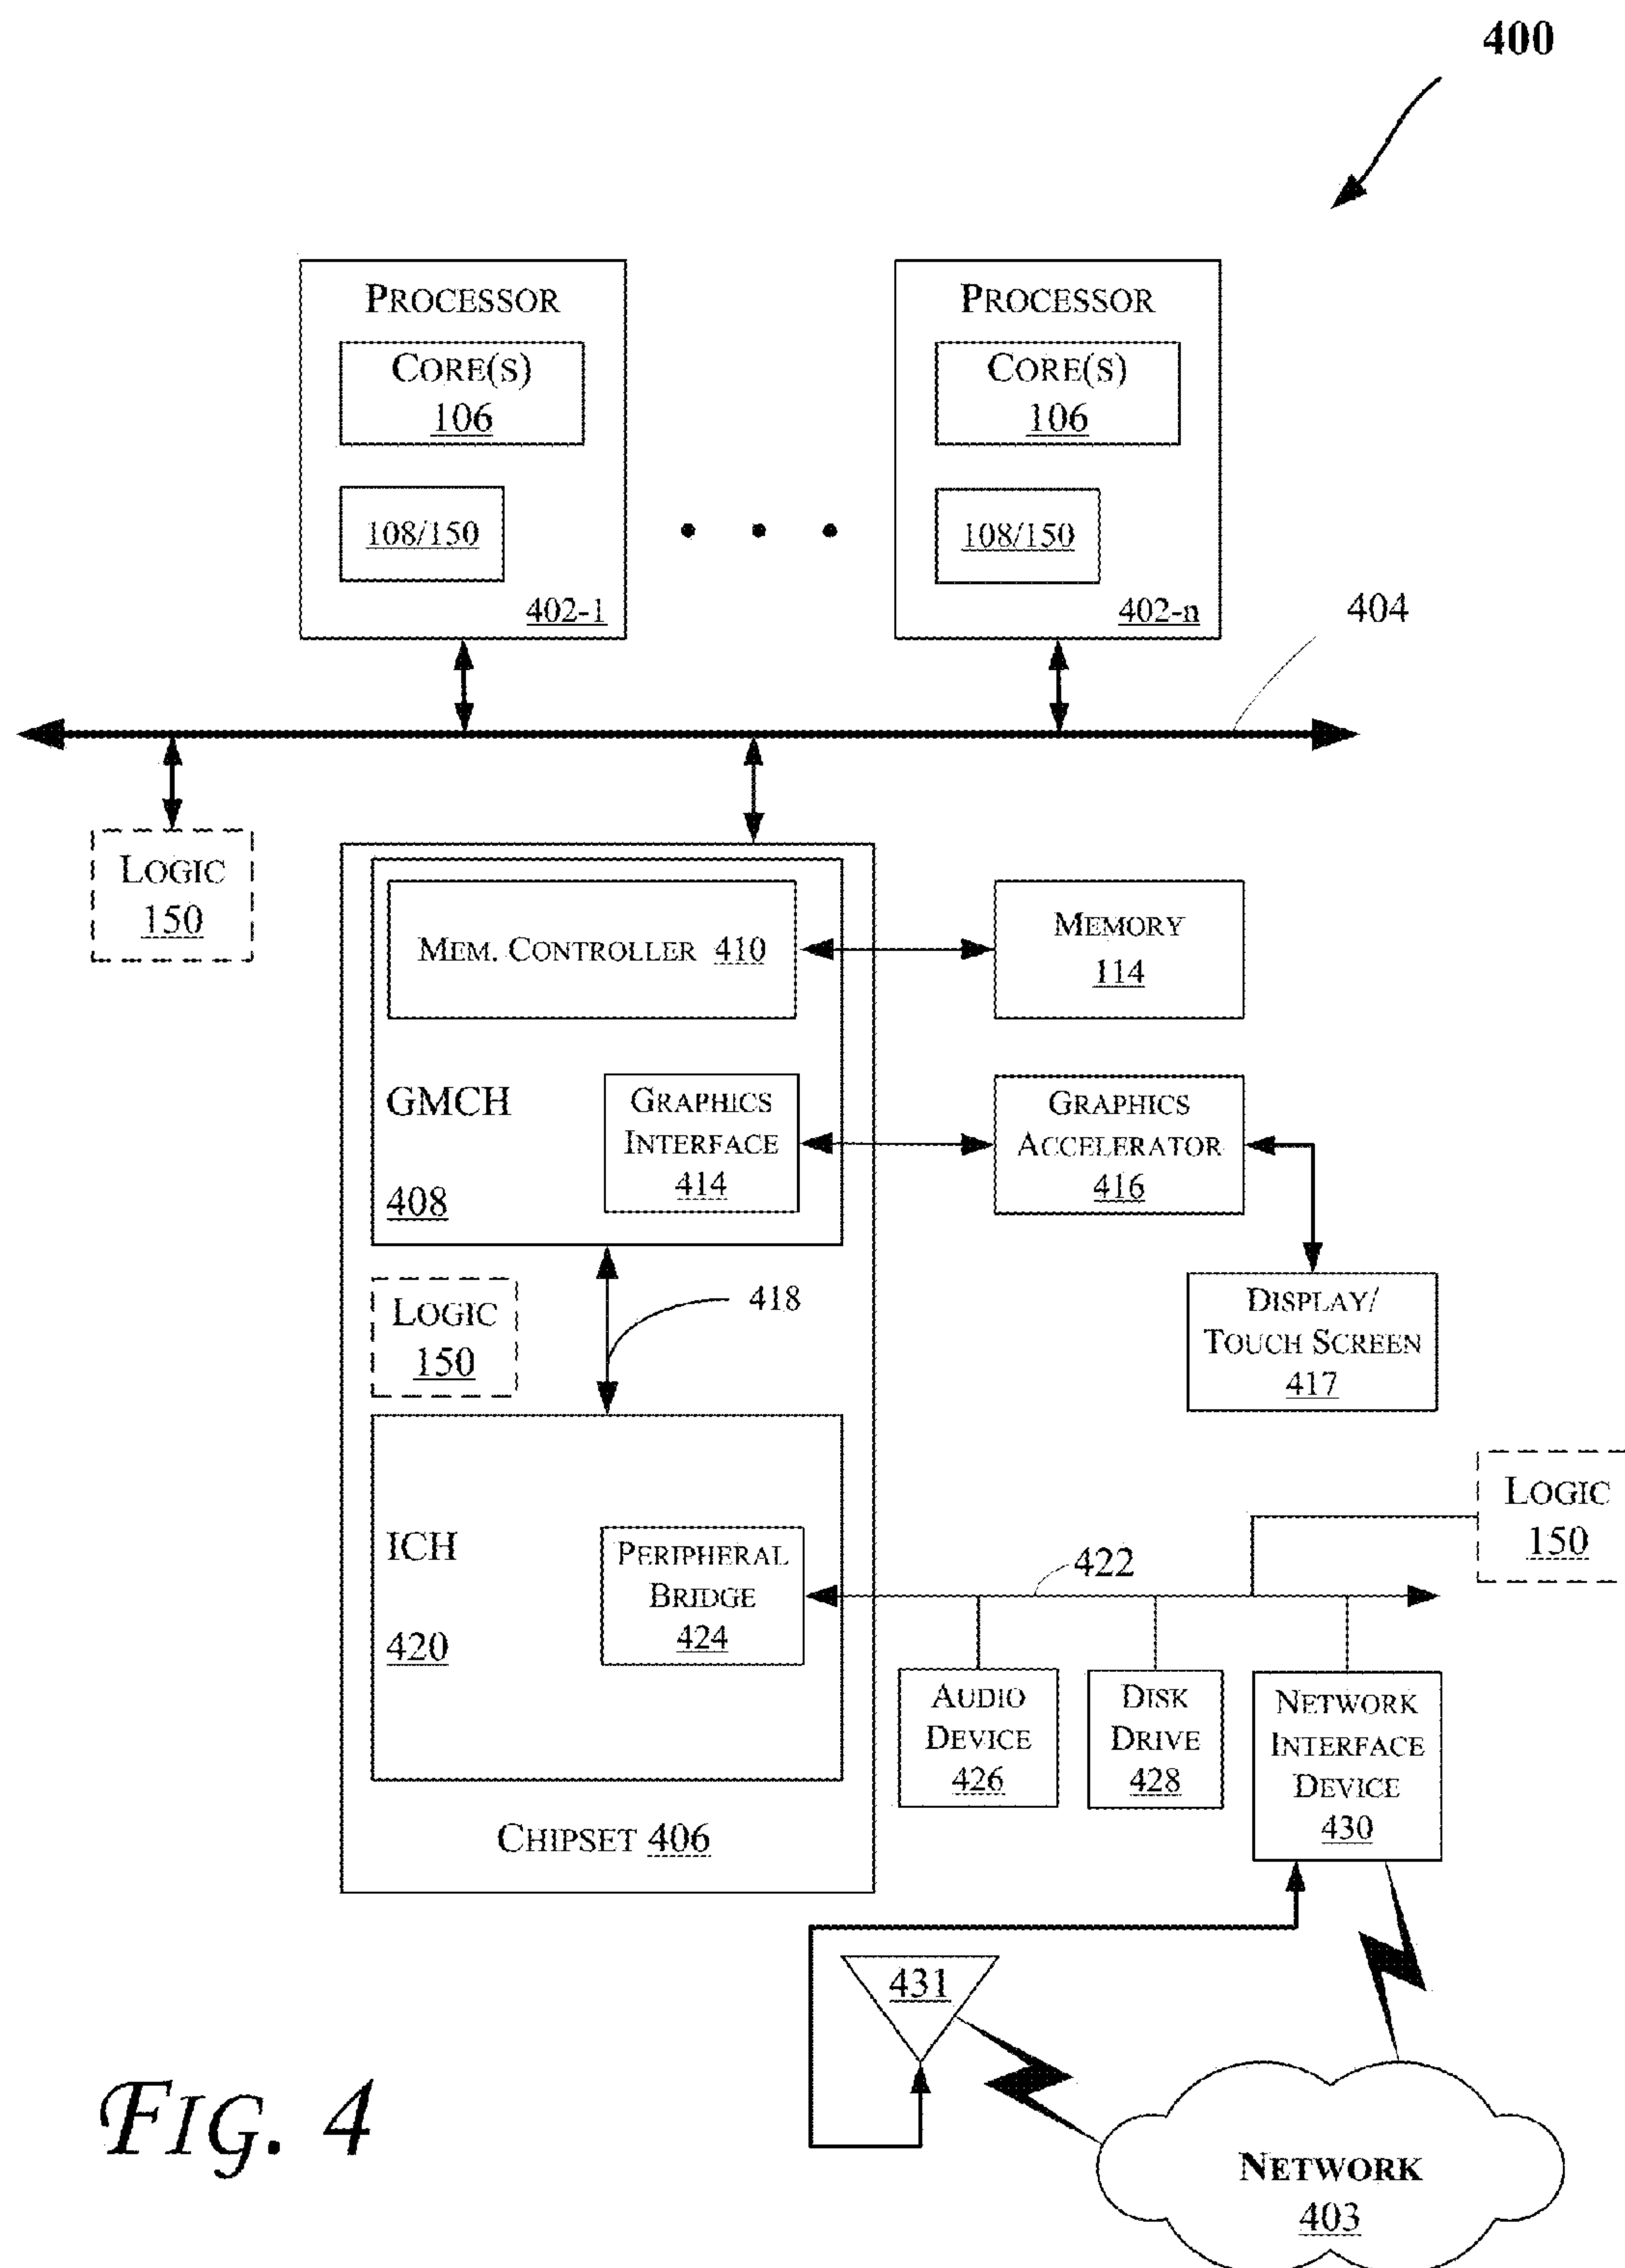 400
PROCESSOR
CORE(S)
106
108/150
402-1
PROCESSOR
CORE(S)
106
108/150
402-n
404
LOGIC
150
MEM. CONTROLLER 410
MEMORY
114
GMCH
408
GRAPHICS
INTERFACE
414
GRAPHICS
ACCELERATOR
416
LOGIC
150
418
DISPLAY/
TOUCH SCREEN
417
ICH
420
PERIPHERAL
BRIDGE
424
422
LOGIC
150
AUDIO
DEVICE
426
DISK
DRIVE
428
NETWORK
INTERFACE
DEVICE
430
CHIPSET 406
431
NETWORK
403
FIG. 4